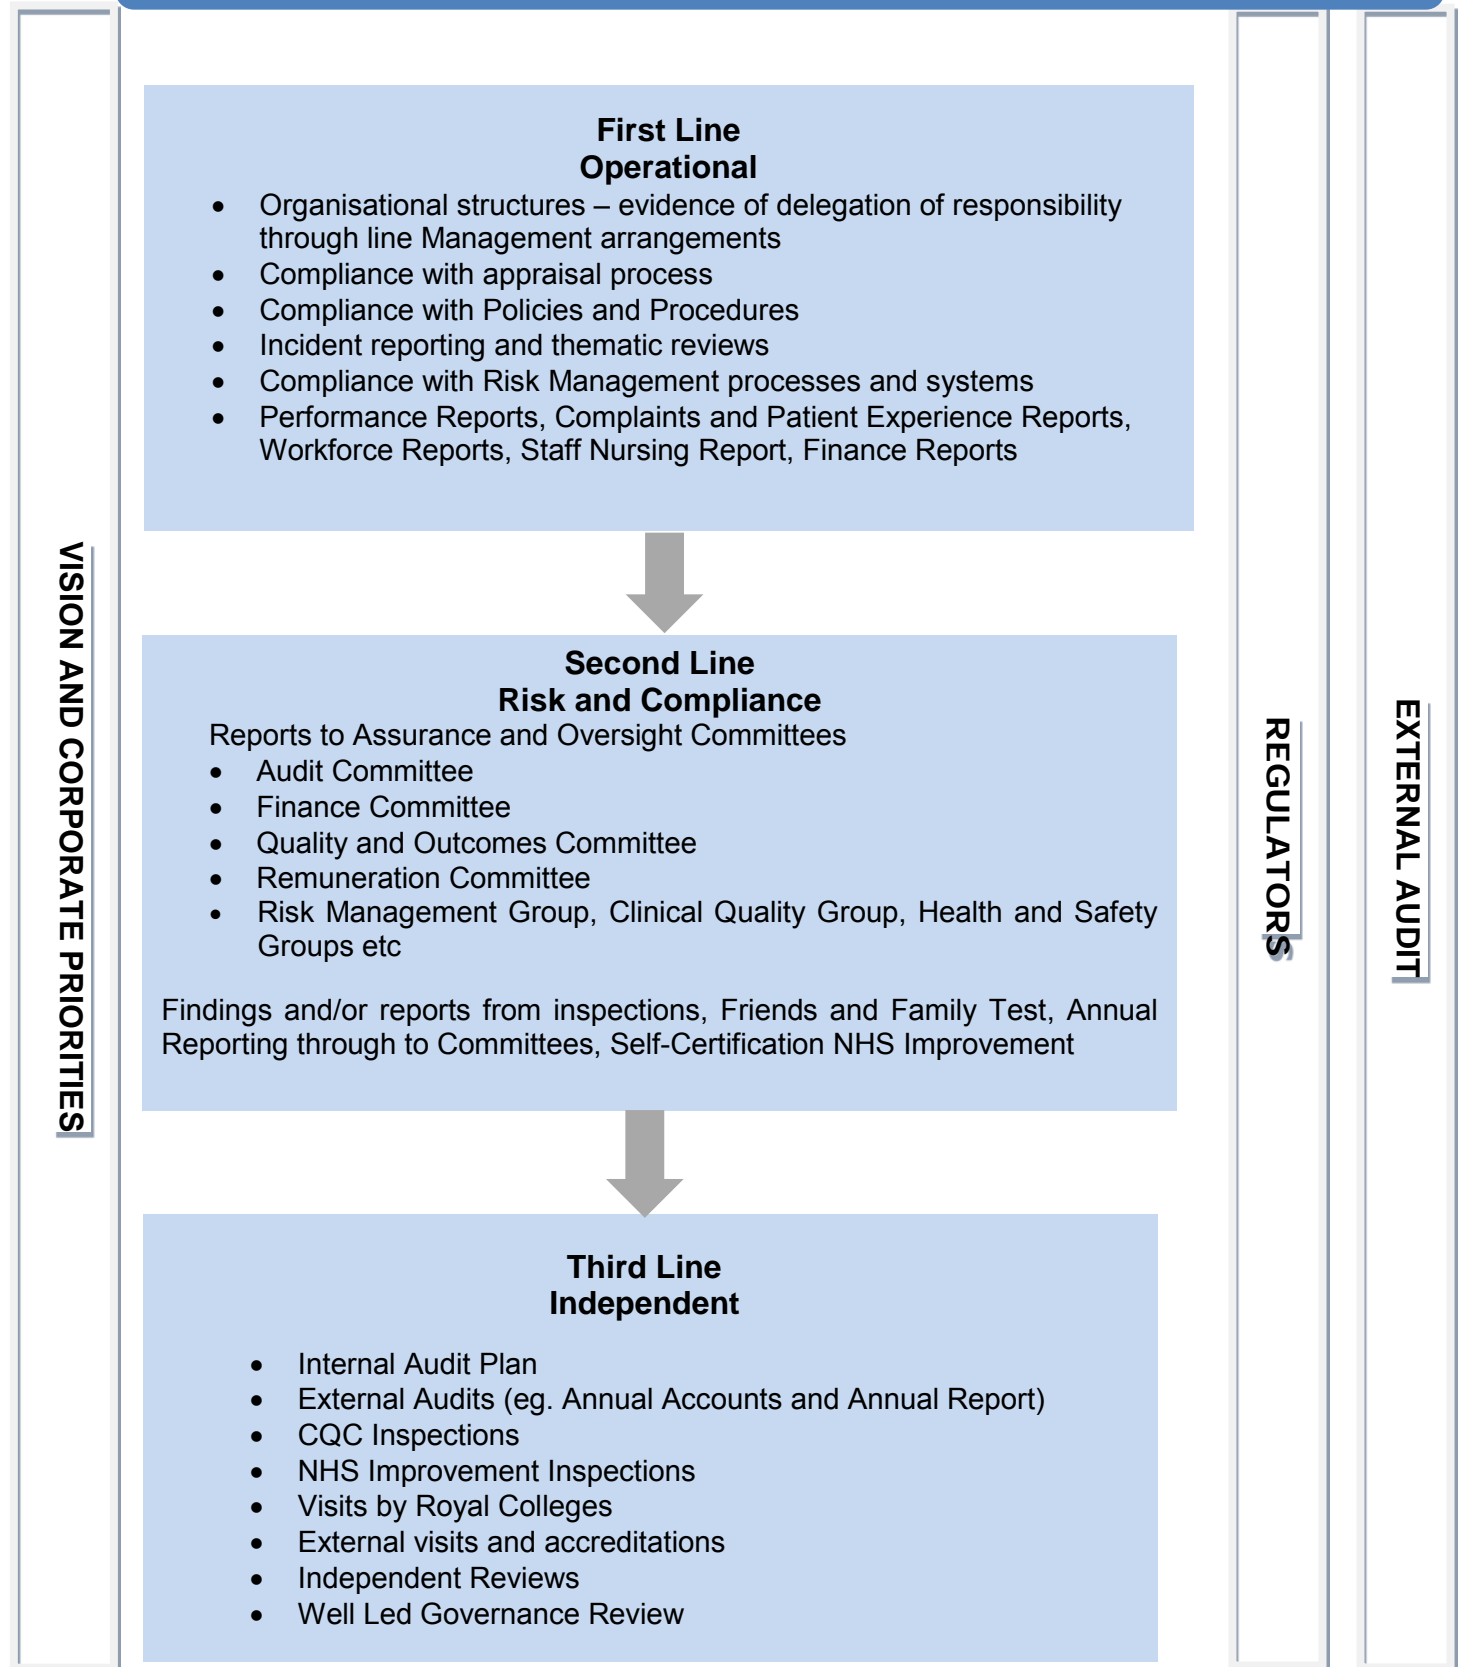 First Line
Operational
• Organisational structures – evidence of delegation of responsibility
through line Management arrangements
• Compliance with appraisal process
• Compliance with Policies and Procedures
• Incident reporting and thematic reviews
• Compliance with Risk Management processes and systems
• Performance Reports, Complaints and Patient Experience Reports,
Workforce Reports, Staff Nursing Report, Finance Reports
VISION AND CORPORATE PRIORITIES
Second Line
Risk and Compliance
Reports to Assurance and Oversight Committees
• Audit Committee
• Finance Committee
• Quality and Outcomes Committee
• Remuneration Committee
• Risk Management Group, Clinical Quality Group, Health and Safety
Groups etc
Findings and/or reports from inspections, Friends and Family Test, Annual
Reporting through to Committees, Self-Certification NHS Improvement
REGULATORS
EXTERNAL AUDIT
Third Line
Independent
• Internal Audit Plan
• External Audits (eg. Annual Accounts and Annual Report)
• CQC Inspections
• NHS Improvement Inspections
• Visits by Royal Colleges
• External visits and accreditations
• Independent Reviews
• Well Led Governance Review